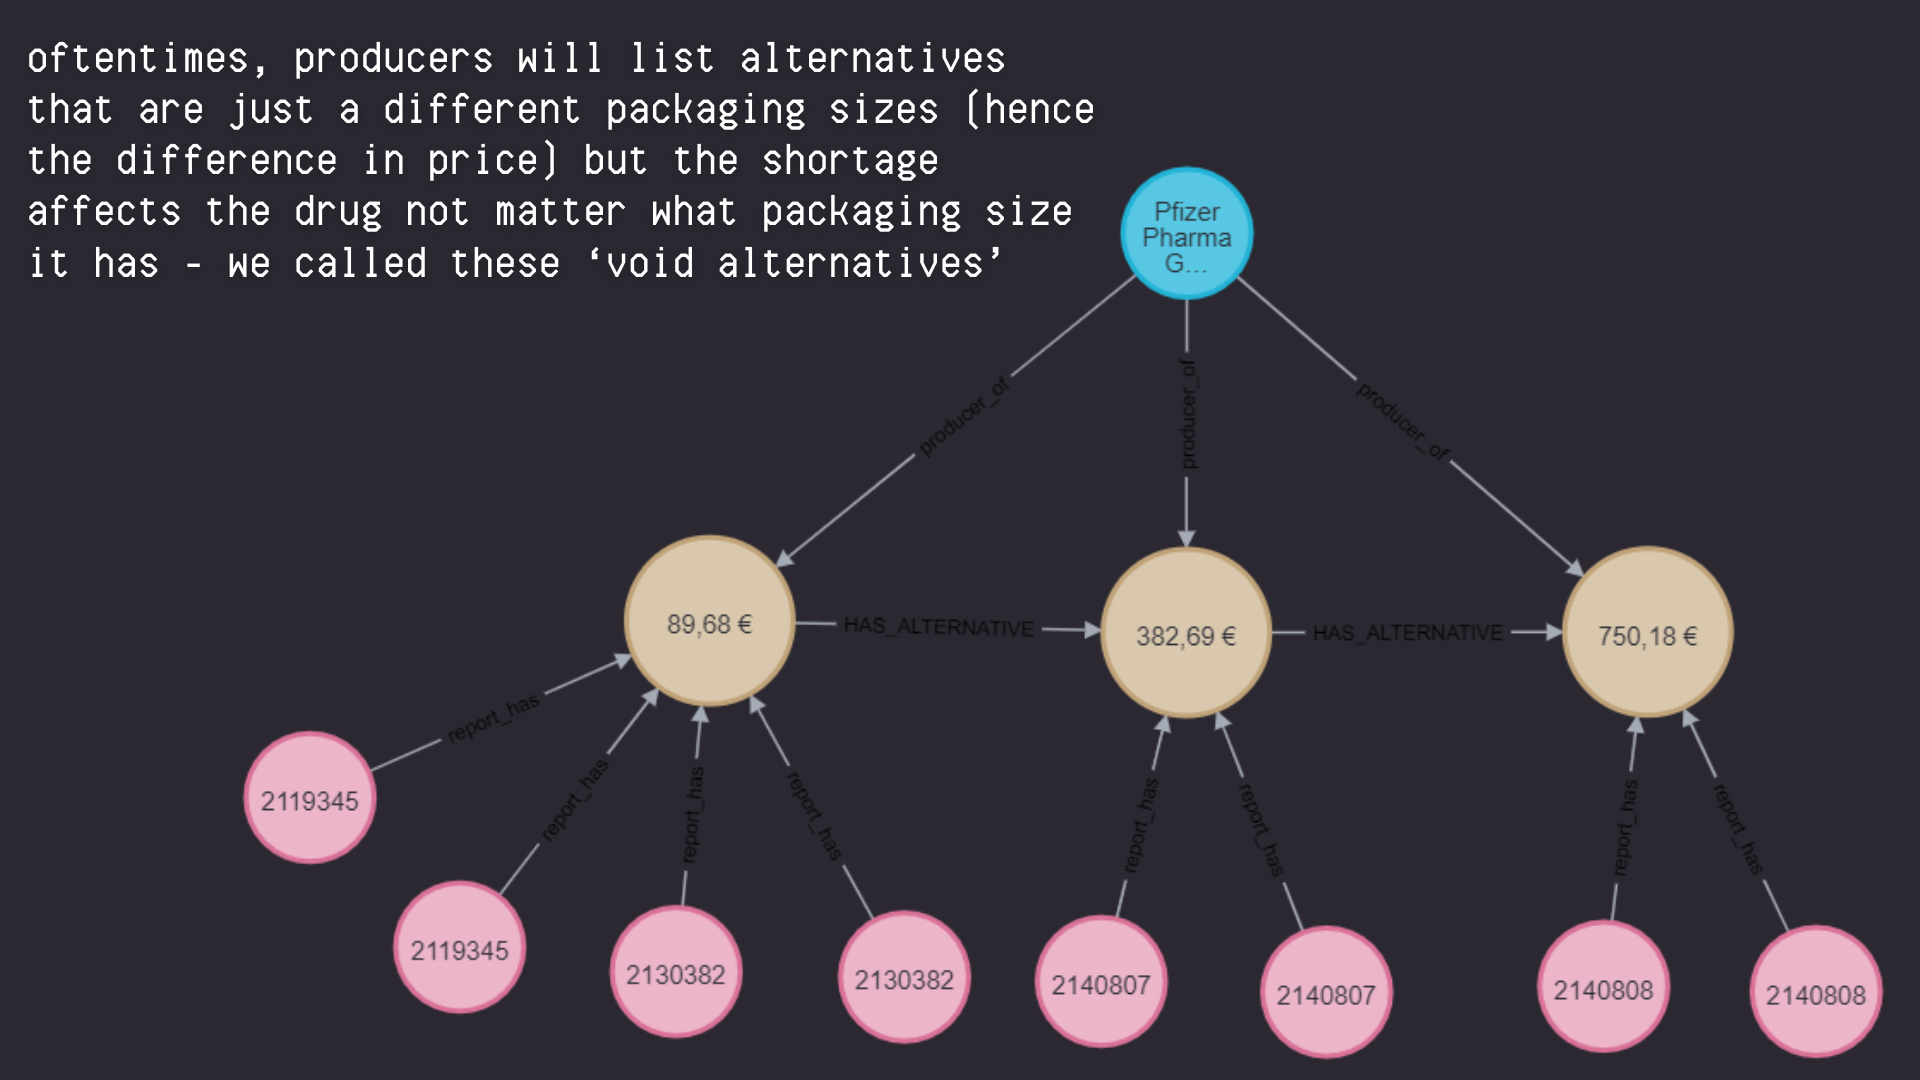 oftentimes, producers will list alternatives
that are just a different packaging sizes (hence
the difference in price) but the shortage
affects the drug not matter what packaging size
it has - we called these ‘void alternatives’
Pfizer
Pharma
G...
producer_of
producer_of
producer_of
89,68 €
HAS_ALTERNATIVE
382,69 €
HAS_ALTERNATIVE
750,18 €
report_has
report_has
report_has
report_has
report_has
report_has
report_has
report_has
2119345
2119345
2130382
2130382
2140807
2140807
2140808
2140808